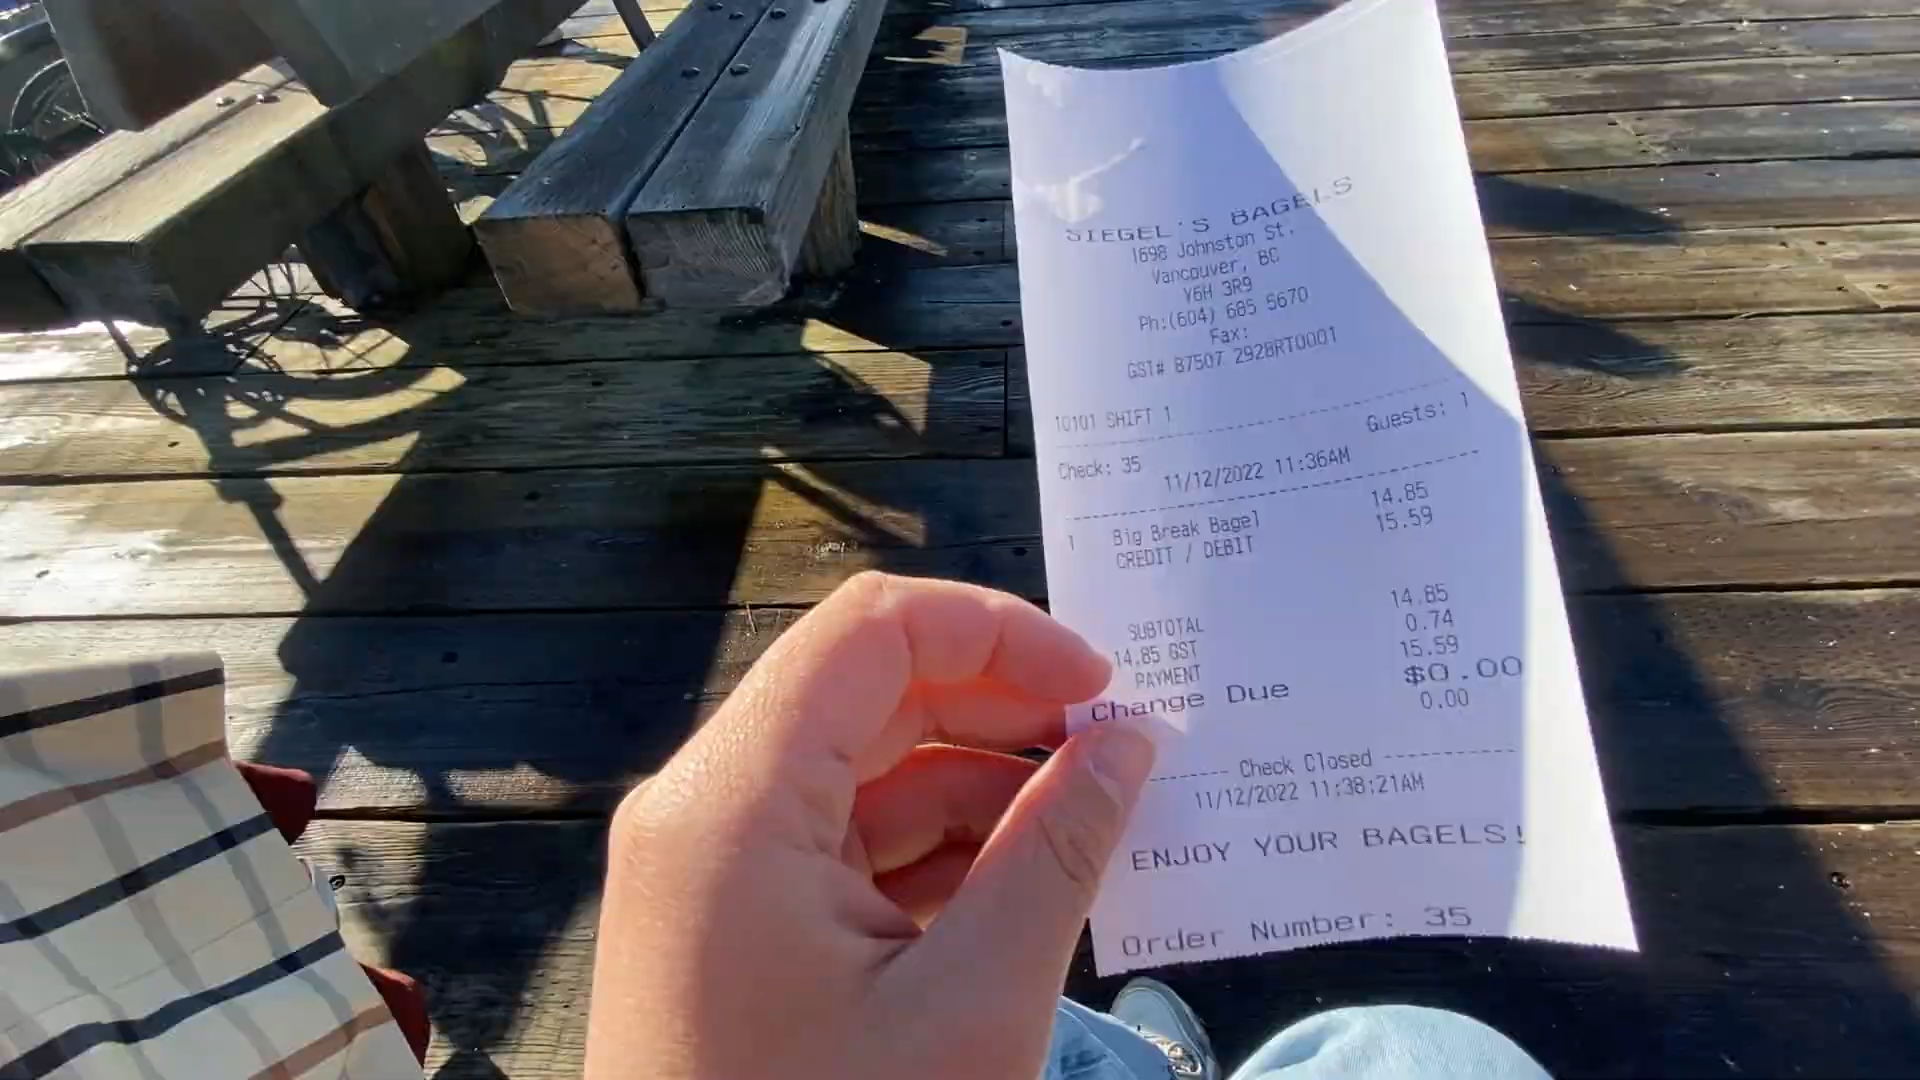 SIEGEL'S BAGELS
1698 Johnston St.
Vancouver, BC
V6H 3R9
Ph:(604) 685 5670
Fax:
GST# 87507 2928RT0001
10101 SHIFT 1
Guests: 1
Check: 35
11/12/2022 11:36AM
1 Big Break Bagel 14.85
CREDIT / DEBIT 15.59
SUBTOTAL 14.85
14.85 GST 0.74
PAYMENT 15.59
Change Due $0.00
0.00
-------- Check Closed --------
11/12/2022 11:38:21AM
ENJOY YOUR BAGELS!
Order Number: 35